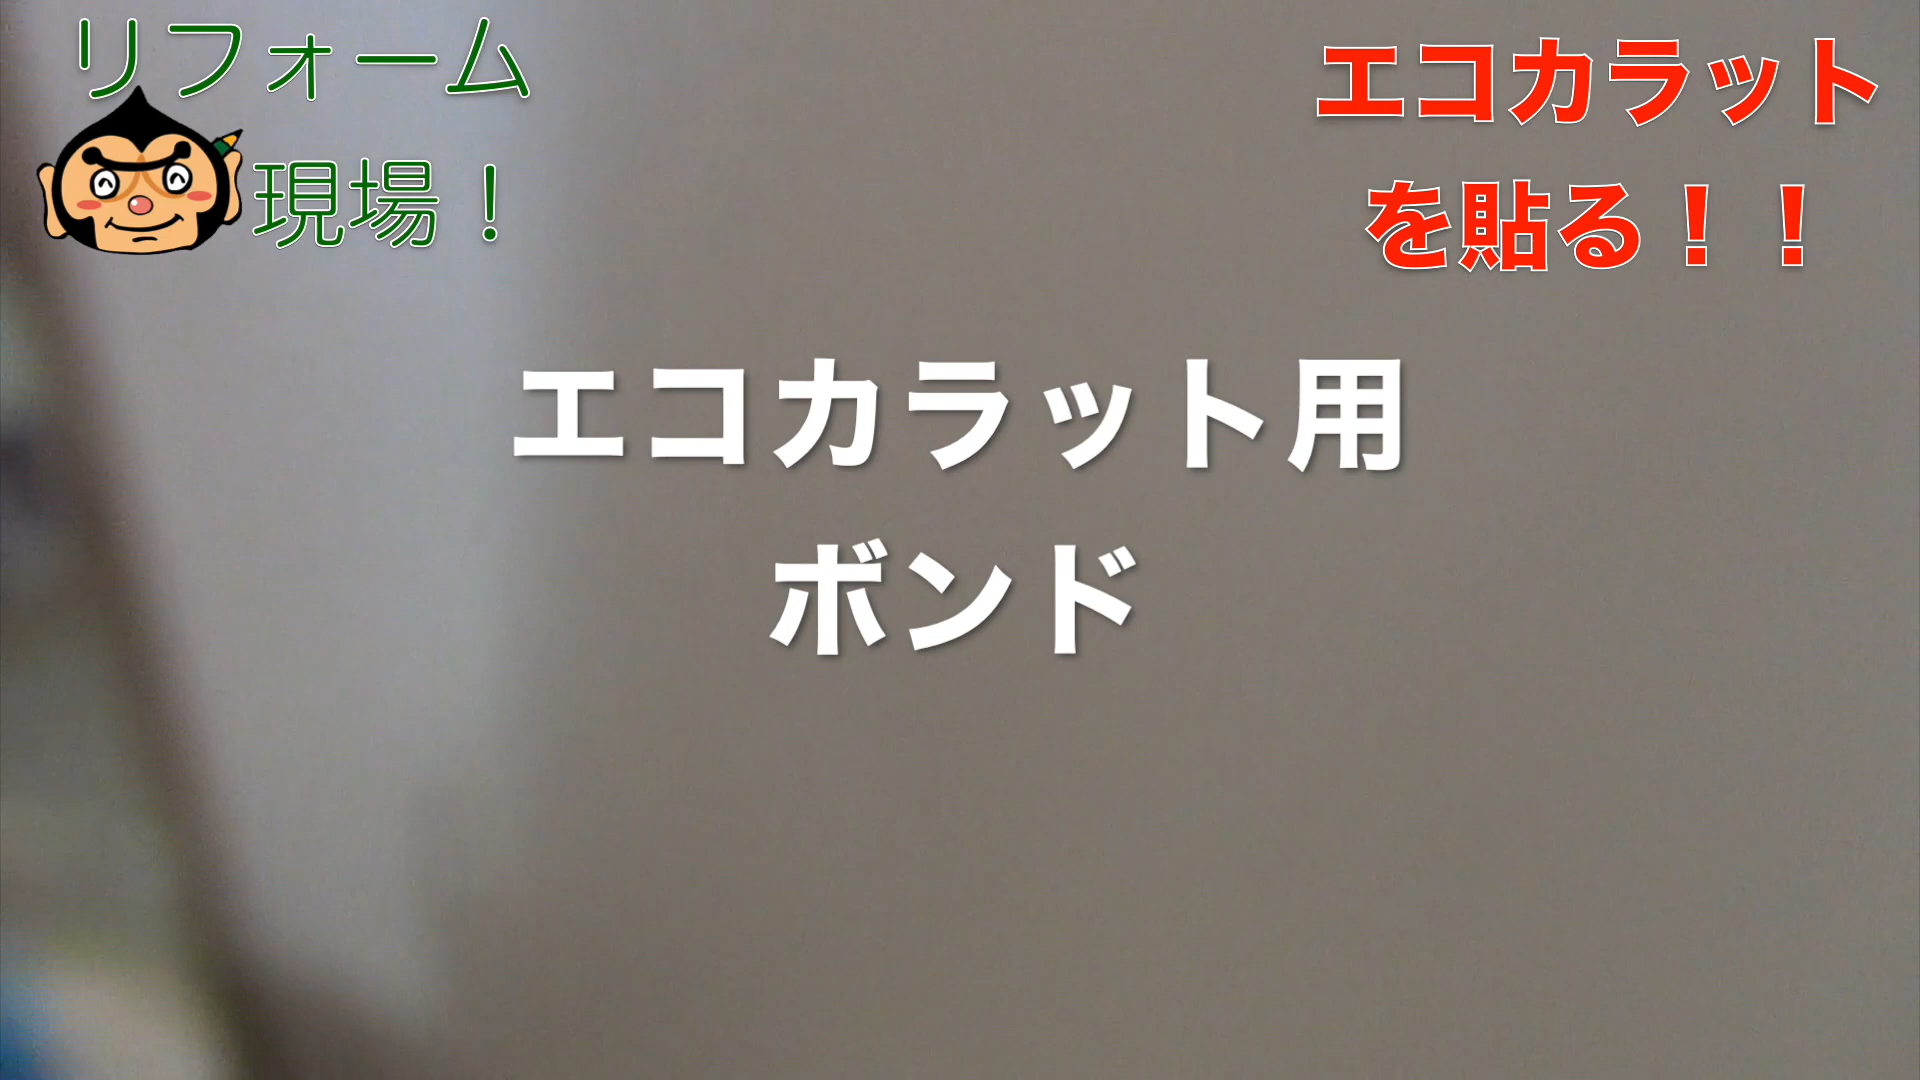 リフォーム
現場！
エコカラット
を貼る！！
エコカラット用
ボンド